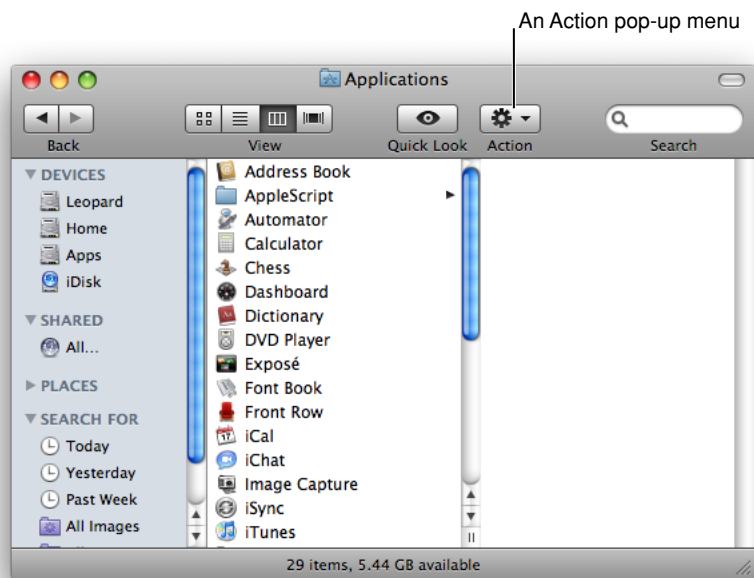 An Action pop-up menu
Applications
Back
View
Quick Look
Action
Search
DEVICES
Leopard
Home
Apps
iDisk
SHARED
All...
PLACES
SEARCH FOR
Today
Yesterday
Past Week
All Images
Address Book
AppleScript
Automator
Calculator
Chess
Dashboard
Dictionary
DVD Player
Exposé
Font Book
Front Row
iCal
iChat
Image Capture
iSync
iTunes
29 items, 5.44 GB available